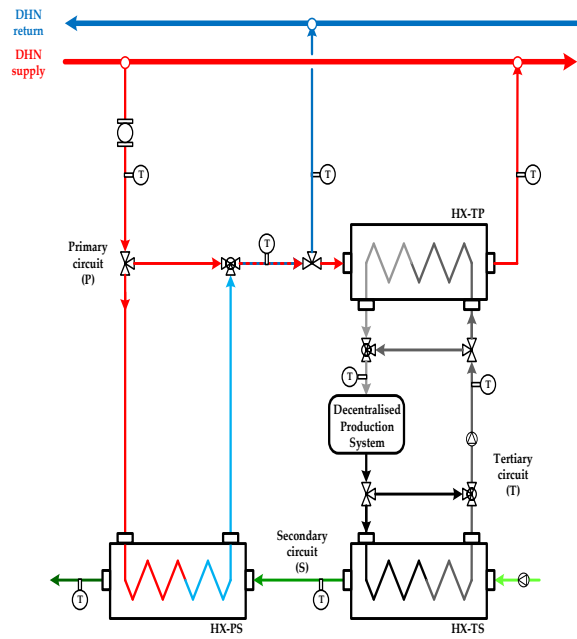 DHN
return
DHN
supply
T
T
HX-TP
T
Primary
circuit
(P)
T
T
Decentralised
Production
System
Tertiary
circuit
(T)
Secondary
circuit
(S)
T
T
HX-PS
HX-TS